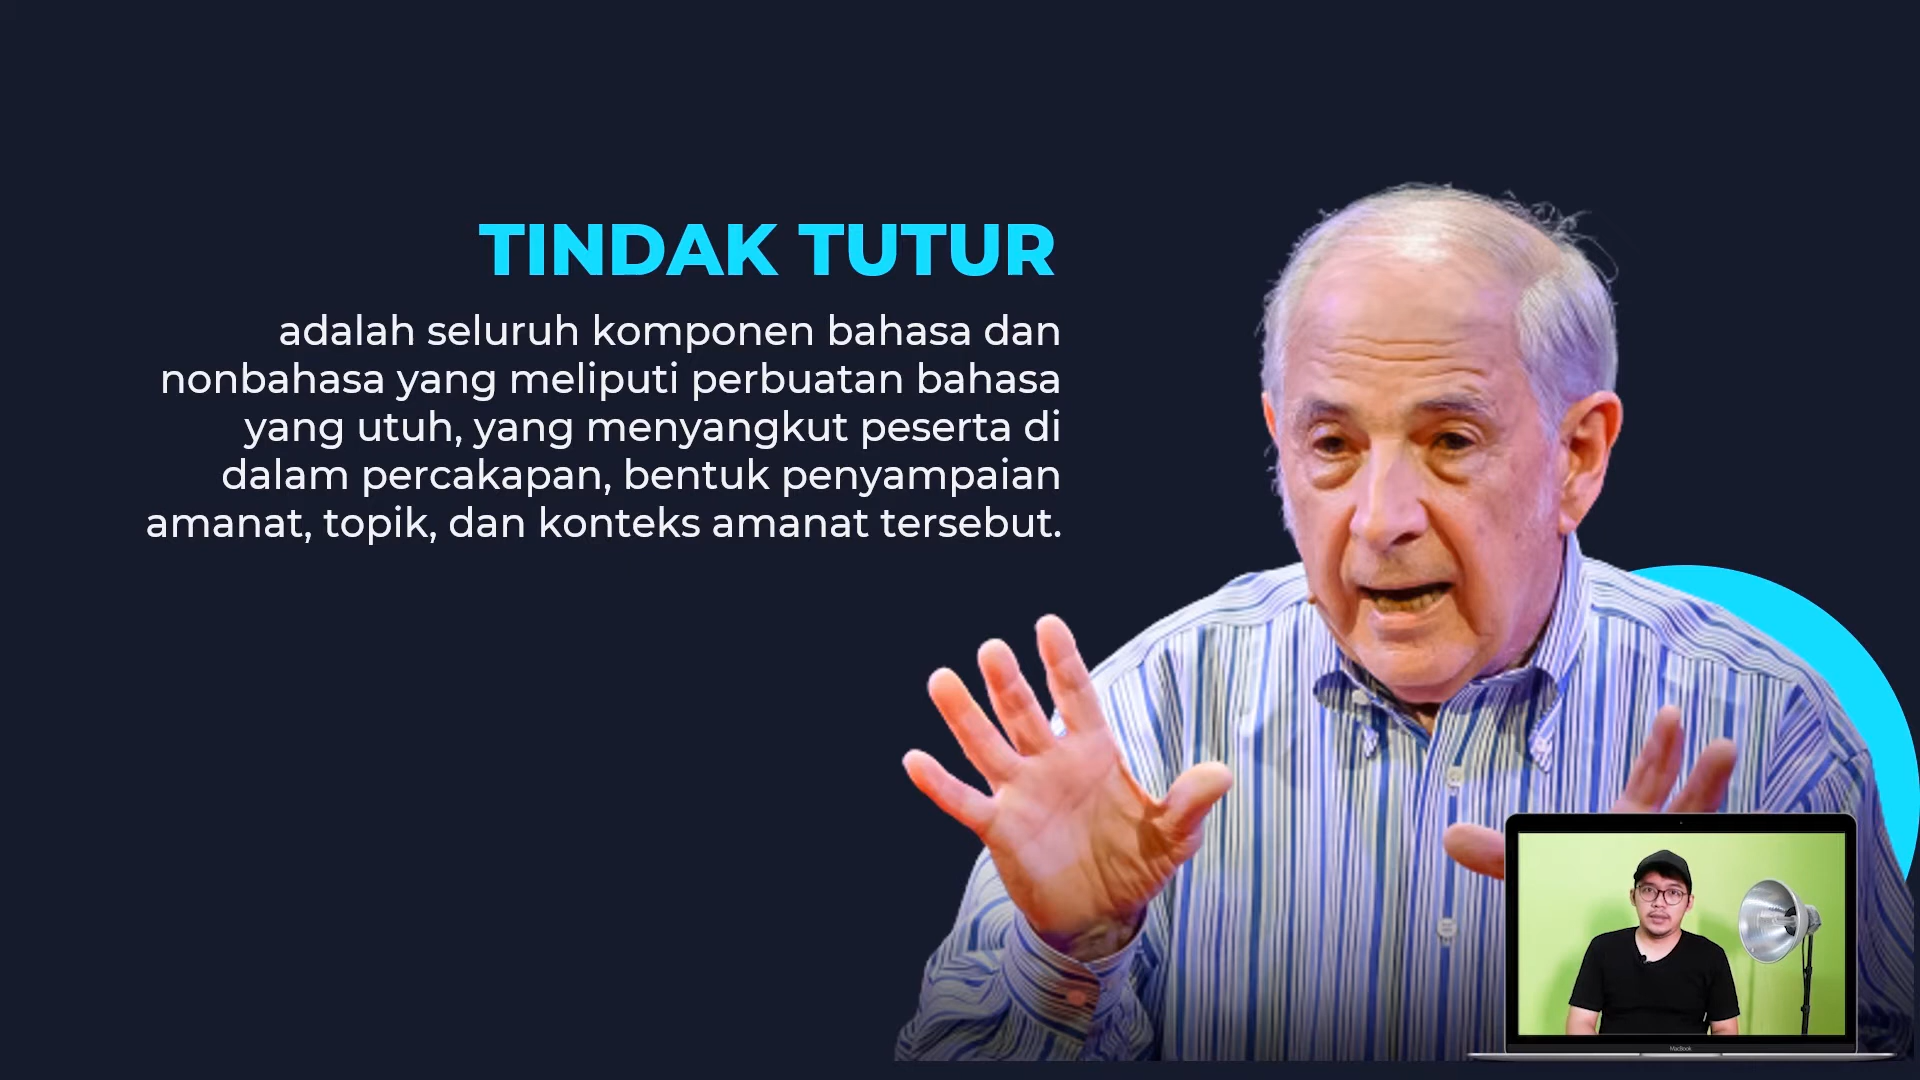 TINDAK TUTUR
adalah seluruh komponen bahasa dan
nonbahasa yang meliputi perbuatan bahasa
yang utuh, yang menyangkut peserta di
dalam percakapan, bentuk penyampaian
amanat, topik, dan konteks amanat tersebut.
MacBook